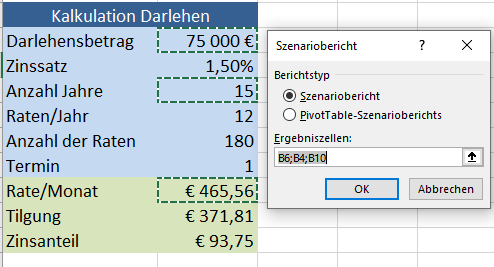 Kalkulation Darlehen
Darlehensbetrag 75 000 €
Zinssatz 1,50%
Anzahl Jahre 15
Raten/Jahr 12
Anzahl der Raten 180
Termin 1
Rate/Monat € 465,56
Tilgung € 371,81
Zinsanteil € 93,75
Szenariobericht ? ×
Berichtstyp
Szenariobericht
PivotTable-Szenarioberichts
Ergebniszellen:
B6;B4;B10
OK Abbrechen